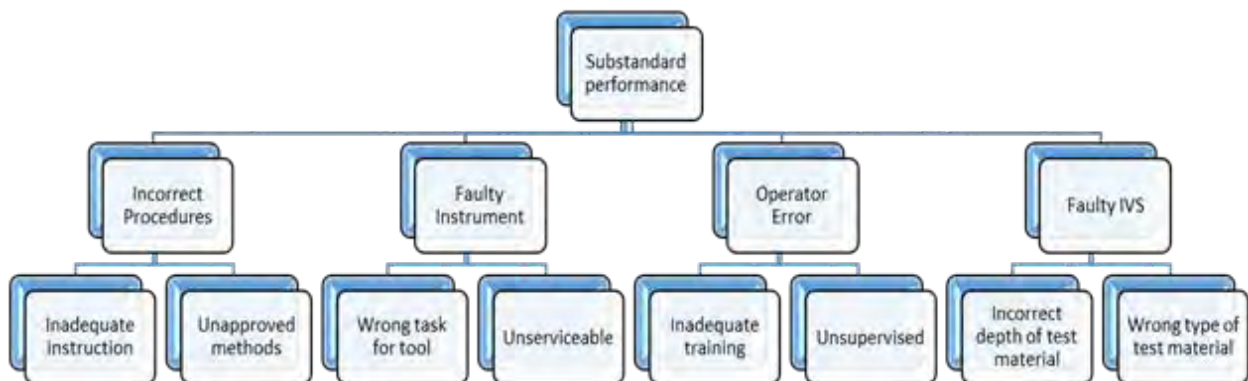 Substandard
performance
Incorrect
Procedures
Faulty
Instrument
Operator
Error
Faulty IVS
Inadequate
instruction
Unapproved
methods
Wrong task
for tool
Unserviceable
Inadequate
training
Unsupervised
Incorrect
depth of test
material
Wrong type of
test material